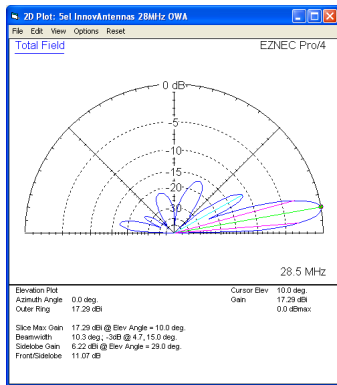 2D Plot: 5el InnovAntennas 28MHz OWA
File Edit View Options Reset
Total Field
EZNEC Pro/4
0 dB
-5
-10
-15
-20
-30
28.5 MHz
Elevation Plot
Azimuth Angle 0.0 deg.
Outer Ring 17.29 dBi
Cursor Elev 10.0 deg.
Gain 17.29 dBi
0.0 dBmax
Slice Max Gain 17.29 dBi @ Elev Angle = 10.0 deg.
Beamwidth 10.3 deg.; -3dB @ 4.7, 15.0 deg.
Sidelobe Gain 6.22 dBi @ Elev Angle = 29.0 deg.
Front/Sidelobe 11.07 dB